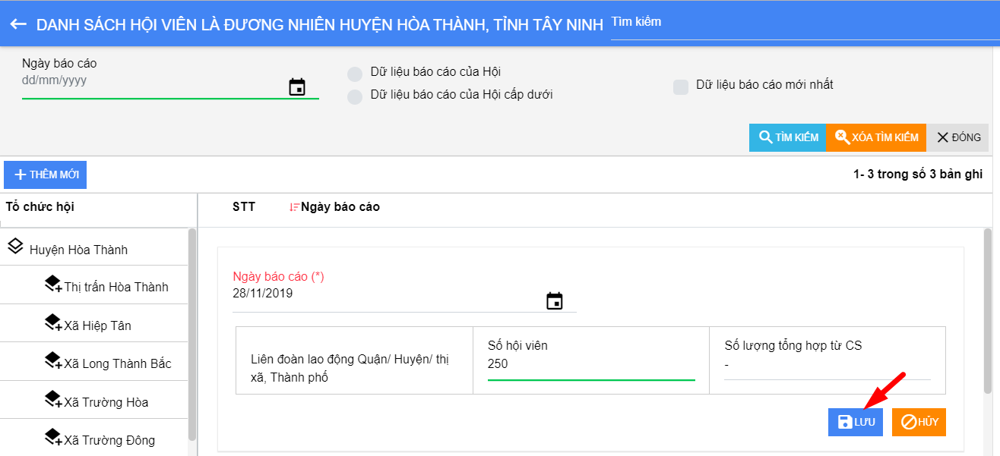 DANH SÁCH HỘI VIÊN LÀ ĐƯƠNG NHIÊN HUYỆN HÒA THÀNH, TỈNH TÂY NINH
Tìm kiếm
Ngày báo cáo
dd/mm/yyyy
Dữ liệu báo cáo của Hội
Dữ liệu báo cáo của Hội cấp dưới
Dữ liệu báo cáo mới nhất
TÌM KIẾM
XÓA TÌM KIẾM
ĐÓNG
THÊM MỚI
1- 3 trong số 3 bản ghi
Tổ chức hội
STT
Ngày báo cáo
Huyện Hòa Thành
Thị trấn Hòa Thành
Xã Hiệp Tân
Xã Long Thành Bắc
Xã Trường Hòa
Xã Trường Đông
Ngày báo cáo (*)
28/11/2019
Liên đoàn lao động Quận/ Huyện/ thị
xã, Thành phố
Số hội viên
250
Số lượng tổng hợp từ CS
-
LƯU
HỦY